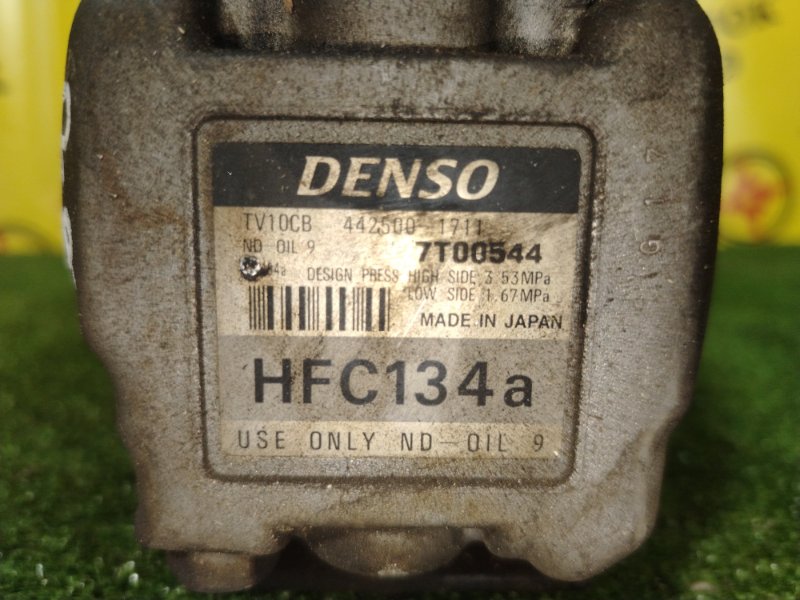 DENSO
TV10CB 442500-1711
ND OIL 9 7T00544
DESIGN PRESS HIGH SIDE 3.53MPa
LOW SIDE 1.67MPa
MADE IN JAPAN
HFC134a
USE ONLY ND-OIL 9